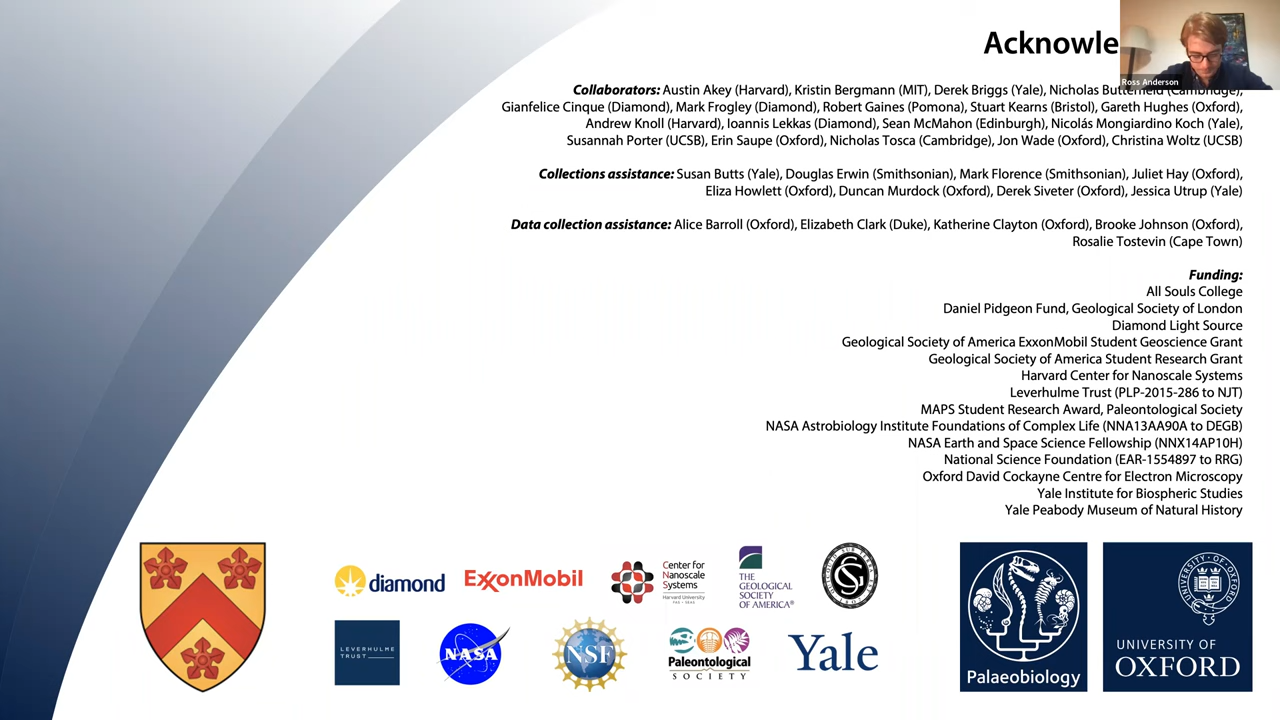 Acknowle
Ross Anderson
Collaborators: Austin Akey (Harvard), Kristin Bergmann (MIT), Derek Briggs (Yale), Nicholas Butterfield (Cambridge),
Gianfelice Cinque (Diamond), Mark Frogley (Diamond), Robert Gaines (Pomona), Stuart Kearns (Bristol), Gareth Hughes (Oxford),
Andrew Knoll (Harvard), Ioannis Lekkas (Diamond), Sean McMahon (Edinburgh), Nicolás Mongiardino Koch (Yale),
Susannah Porter (UCSB), Erin Saupe (Oxford), Nicholas Tosca (Cambridge), Jon Wade (Oxford), Christina Woltz (UCSB)
Collections assistance: Susan Butts (Yale), Douglas Erwin (Smithsonian), Mark Florence (Smithsonian), Juliet Hay (Oxford),
Eliza Howlett (Oxford), Duncan Murdock (Oxford), Derek Siveter (Oxford), Jessica Utrup (Yale)
Data collection assistance: Alice Barroll (Oxford), Elizabeth Clark (Duke), Katherine Clayton (Oxford), Brooke Johnson (Oxford),
Rosalie Tostevin (Cape Town)
Funding:
All Souls College
Daniel Pidgeon Fund, Geological Society of London
Diamond Light Source
Geological Society of America ExxonMobil Student Geoscience Grant
Geological Society of America Student Research Grant
Harvard Center for Nanoscale Systems
Leverhulme Trust (PLP-2015-286 to NJT)
MAPS Student Research Award, Paleontological Society
NASA Astrobiology Institute Foundations of Complex Life (NNA13AA90A to DEGB)
NASA Earth and Space Science Fellowship (NNX14AP10H)
National Science Foundation (EAR-1554897 to RRG)
Oxford David Cockayne Centre for Electron Microscopy
Yale Institute for Biospheric Studies
Yale Peabody Museum of Natural History
diamond
ExxonMobil
Center for
Nanoscale
Systems
Harvard University
THE
GEOLOGICAL
SOCIETY
OF AMERICA®
GS
LEVERHULME
TRUST
NASA
NSF
Paleontological
SOCIETY
Yale
Palaeobiology
UNIVERSITY OF
OXFORD